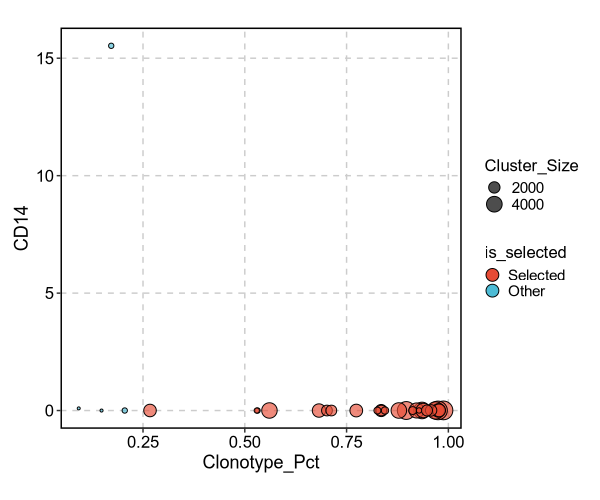 15
10
5
0
CD14
0.25 0.50 0.75 1.00
Clonotype_Pct
Cluster_Size
2000
4000
is_selected
Selected
Other